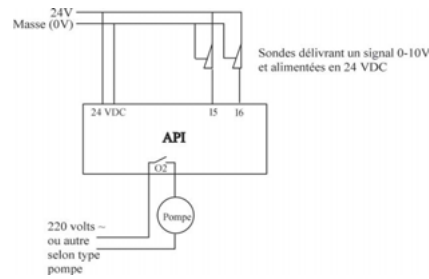 24V
Masse (0V)
Sondes délivrant un signal 0-10V
et alimentées en 24 VDC
24 VDC
I5
I6
API
O2
Pompe
220 volts ~
ou autre
selon type
pompe